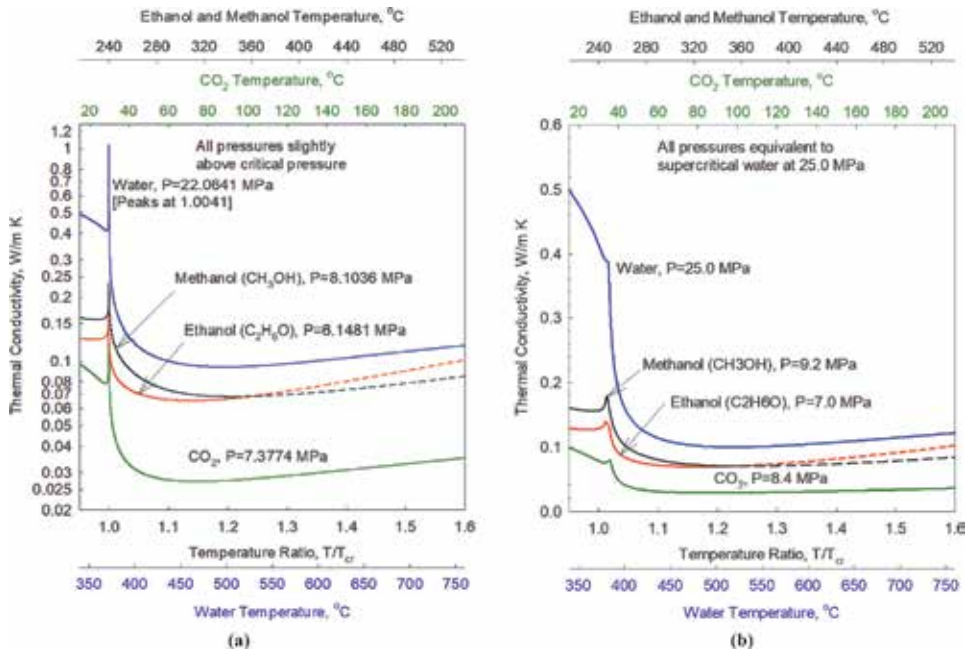 Ethanol and Methanol Temperature, °C
240 280 320 360 400 440 480 520
CO2 Temperature, °C
20 40 60 80 100 120 140 160 180 200
1.2
1
0.8
0.7
0.6
0.5
0.4
0.3
0.25
0.2
0.15
0.1
0.08
0.07
0.06
0.05
0.04
0.03
0.025
0.02
Thermal Conductivity, W/m K
All pressures slightly
above critical pressure
Water, P=22.0641 MPa
[Peaks at 1.0041]
Methanol (CH3OH), P=8.1036 MPa
Ethanol (C2H6O), P=6.1481 MPa
CO2, P=7.3774 MPa
1.0 1.1 1.2 1.3 1.4 1.5 1.6
Temperature Ratio, T/Tcr
350 400 450 500 550 600 650 700 750
Water Temperature, °C
(a)
Ethanol and Methanol Temperature, °C
240 280 320 360 400 440 480 520
CO2 Temperature, °C
20 40 60 80 100 120 140 160 180 200
0.6
0.5
0.4
0.3
0.2
0.1
0.0
Thermal Conductivity, W/m K
All pressures equivalent to
supercritical water at 25.0 MPa
Water, P=25.0 MPa
Methanol (CH3OH), P=9.2 MPa
Ethanol (C2H6O), P=7.0 MPa
CO2, P=8.4 MPa
1.0 1.1 1.2 1.3 1.4 1.5 1.6
Temperature Ratio, T/Tcr
350 400 450 500 550 600 650 700 750
Water Temperature, °C
(b)